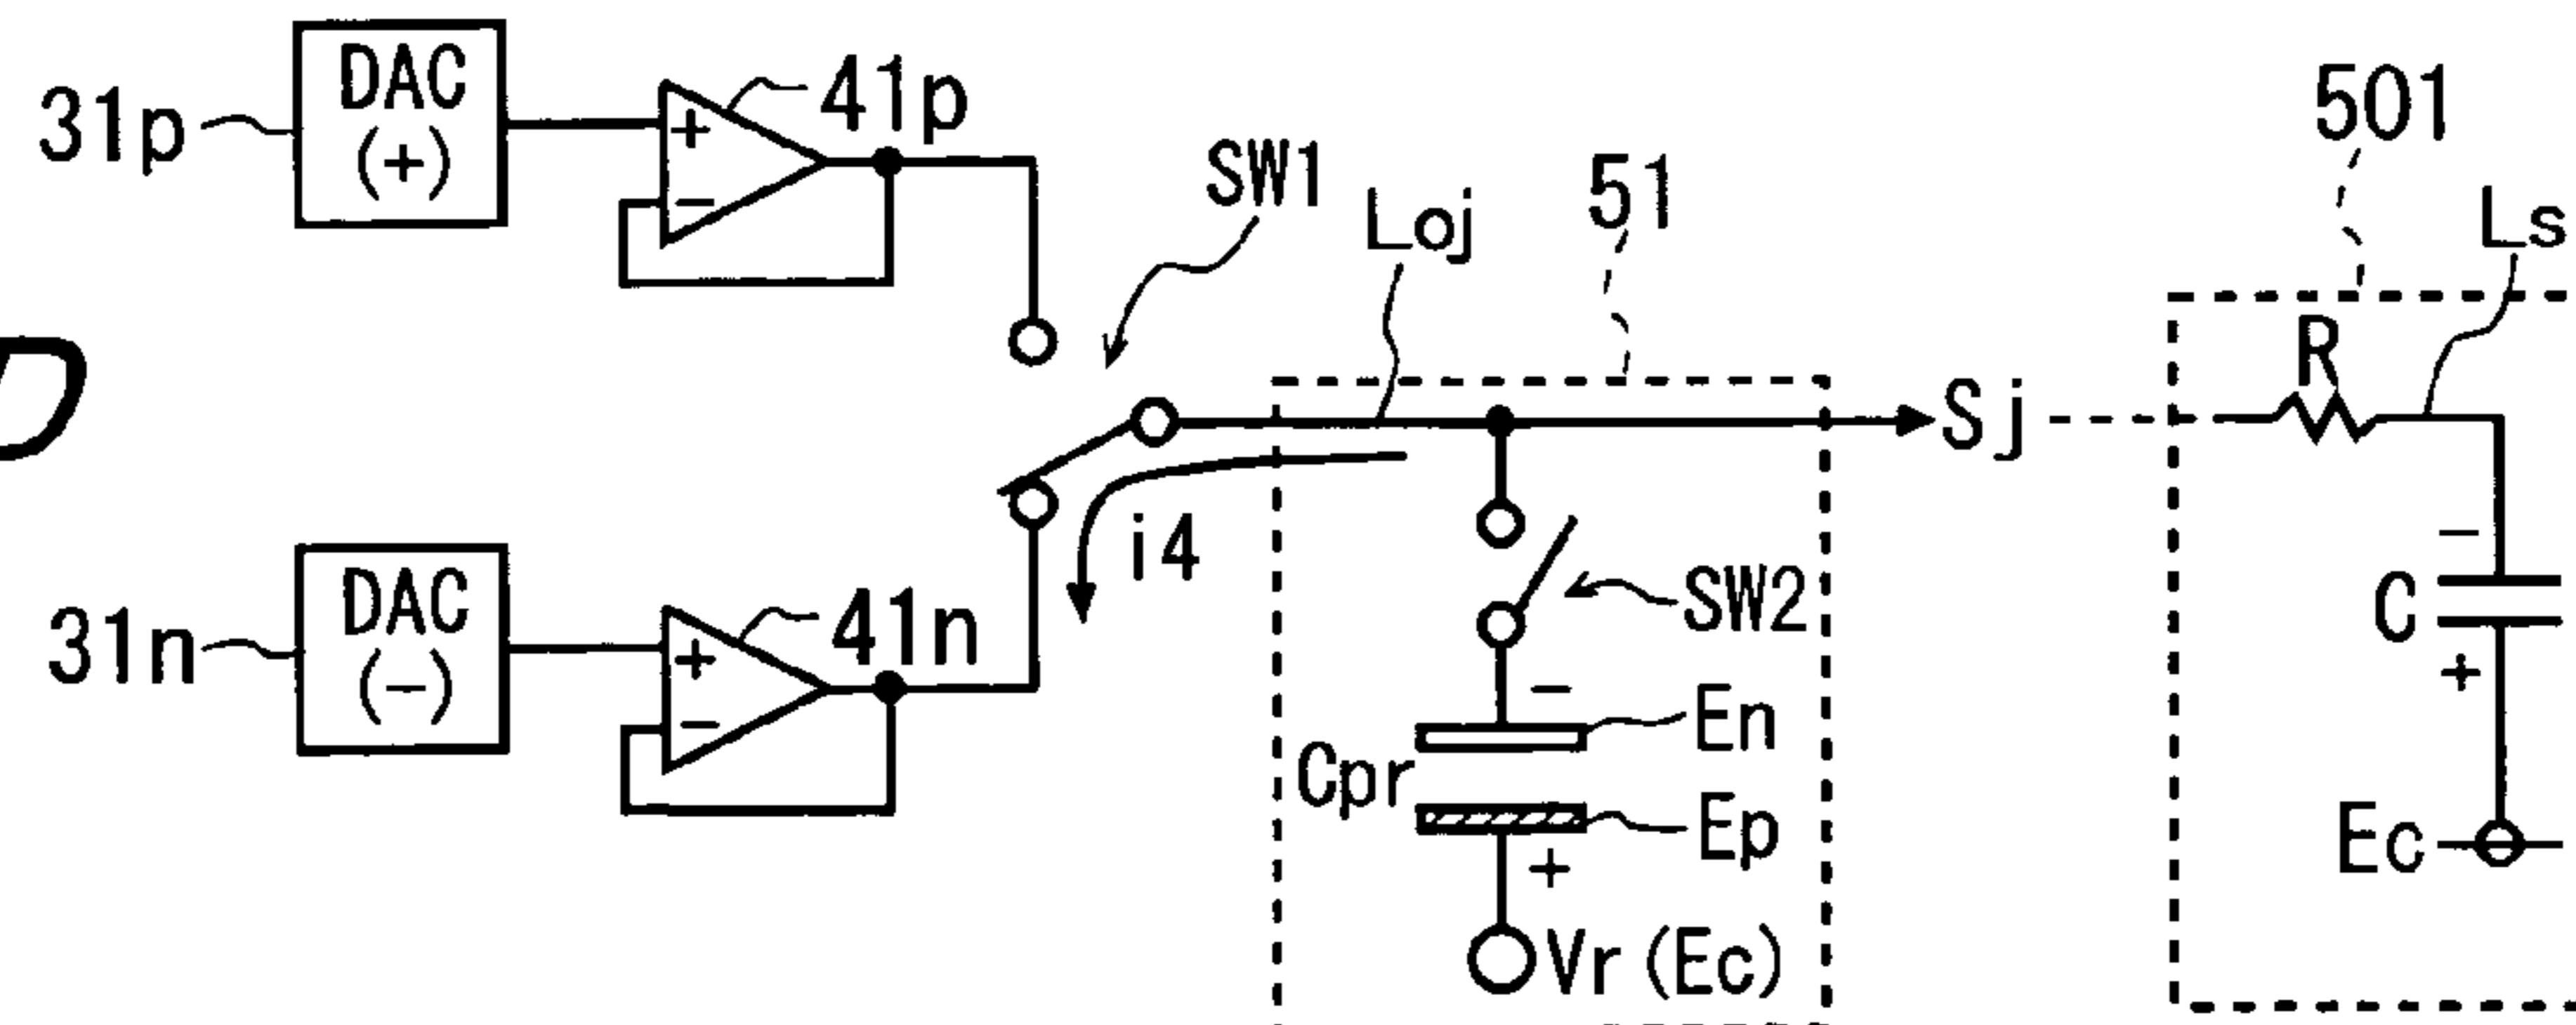 31p
DAC
(+)
+
−
41p
SW1
Loj
51
501
Ls
D
R
Sj
i4
SW2
−
C
+
31n
DAC
(−)
+
−
41n
−
En
Cpr
Ep
+
Vr (Ec)
Ec